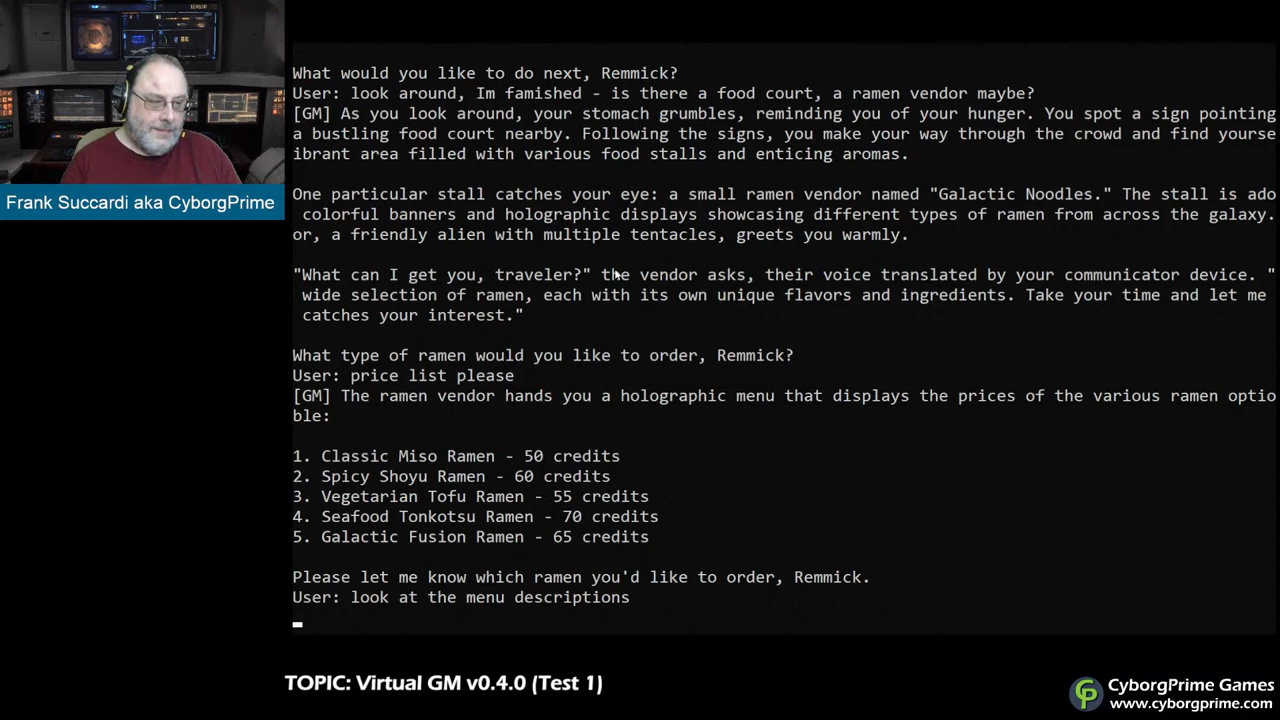 What would you like to do next, Remmick?
User: look around, Im famished - is there a food court, a ramen vendor maybe?
[GM] As you look around, your stomach grumbles, reminding you of your hunger. You spot a sign pointing
a bustling food court nearby. Following the signs, you make your way through the crowd and find yourse
ibrant area filled with various food stalls and enticing aromas.
One particular stall catches your eye: a small ramen vendor named "Galactic Noodles." The stall is ado
colorful banners and holographic displays showcasing different types of ramen from across the galaxy.
or, a friendly alien with multiple tentacles, greets you warmly.
Frank Succardi aka CyborgPrime
"What can I get you, traveler?" the vendor asks, their voice translated by your communicator device. "
wide selection of ramen, each with its own unique flavors and ingredients. Take your time and let me
catches your interest."
What type of ramen would you like to order, Remmick?
User: price list please
[GM] The ramen vendor hands you a holographic menu that displays the prices of the various ramen optio
ble:
1. Classic Miso Ramen - 50 credits
2. Spicy Shoyu Ramen - 60 credits
3. Vegetarian Tofu Ramen - 55 credits
4. Seafood Tonkotsu Ramen - 70 credits
5. Galactic Fusion Ramen - 65 credits
Please let me know which ramen you'd like to order, Remmick.
User: look at the menu descriptions
TOPIC: Virtual GM v0.4.0 (Test 1)
CyborgPrime Games
www.cyborgprime.com